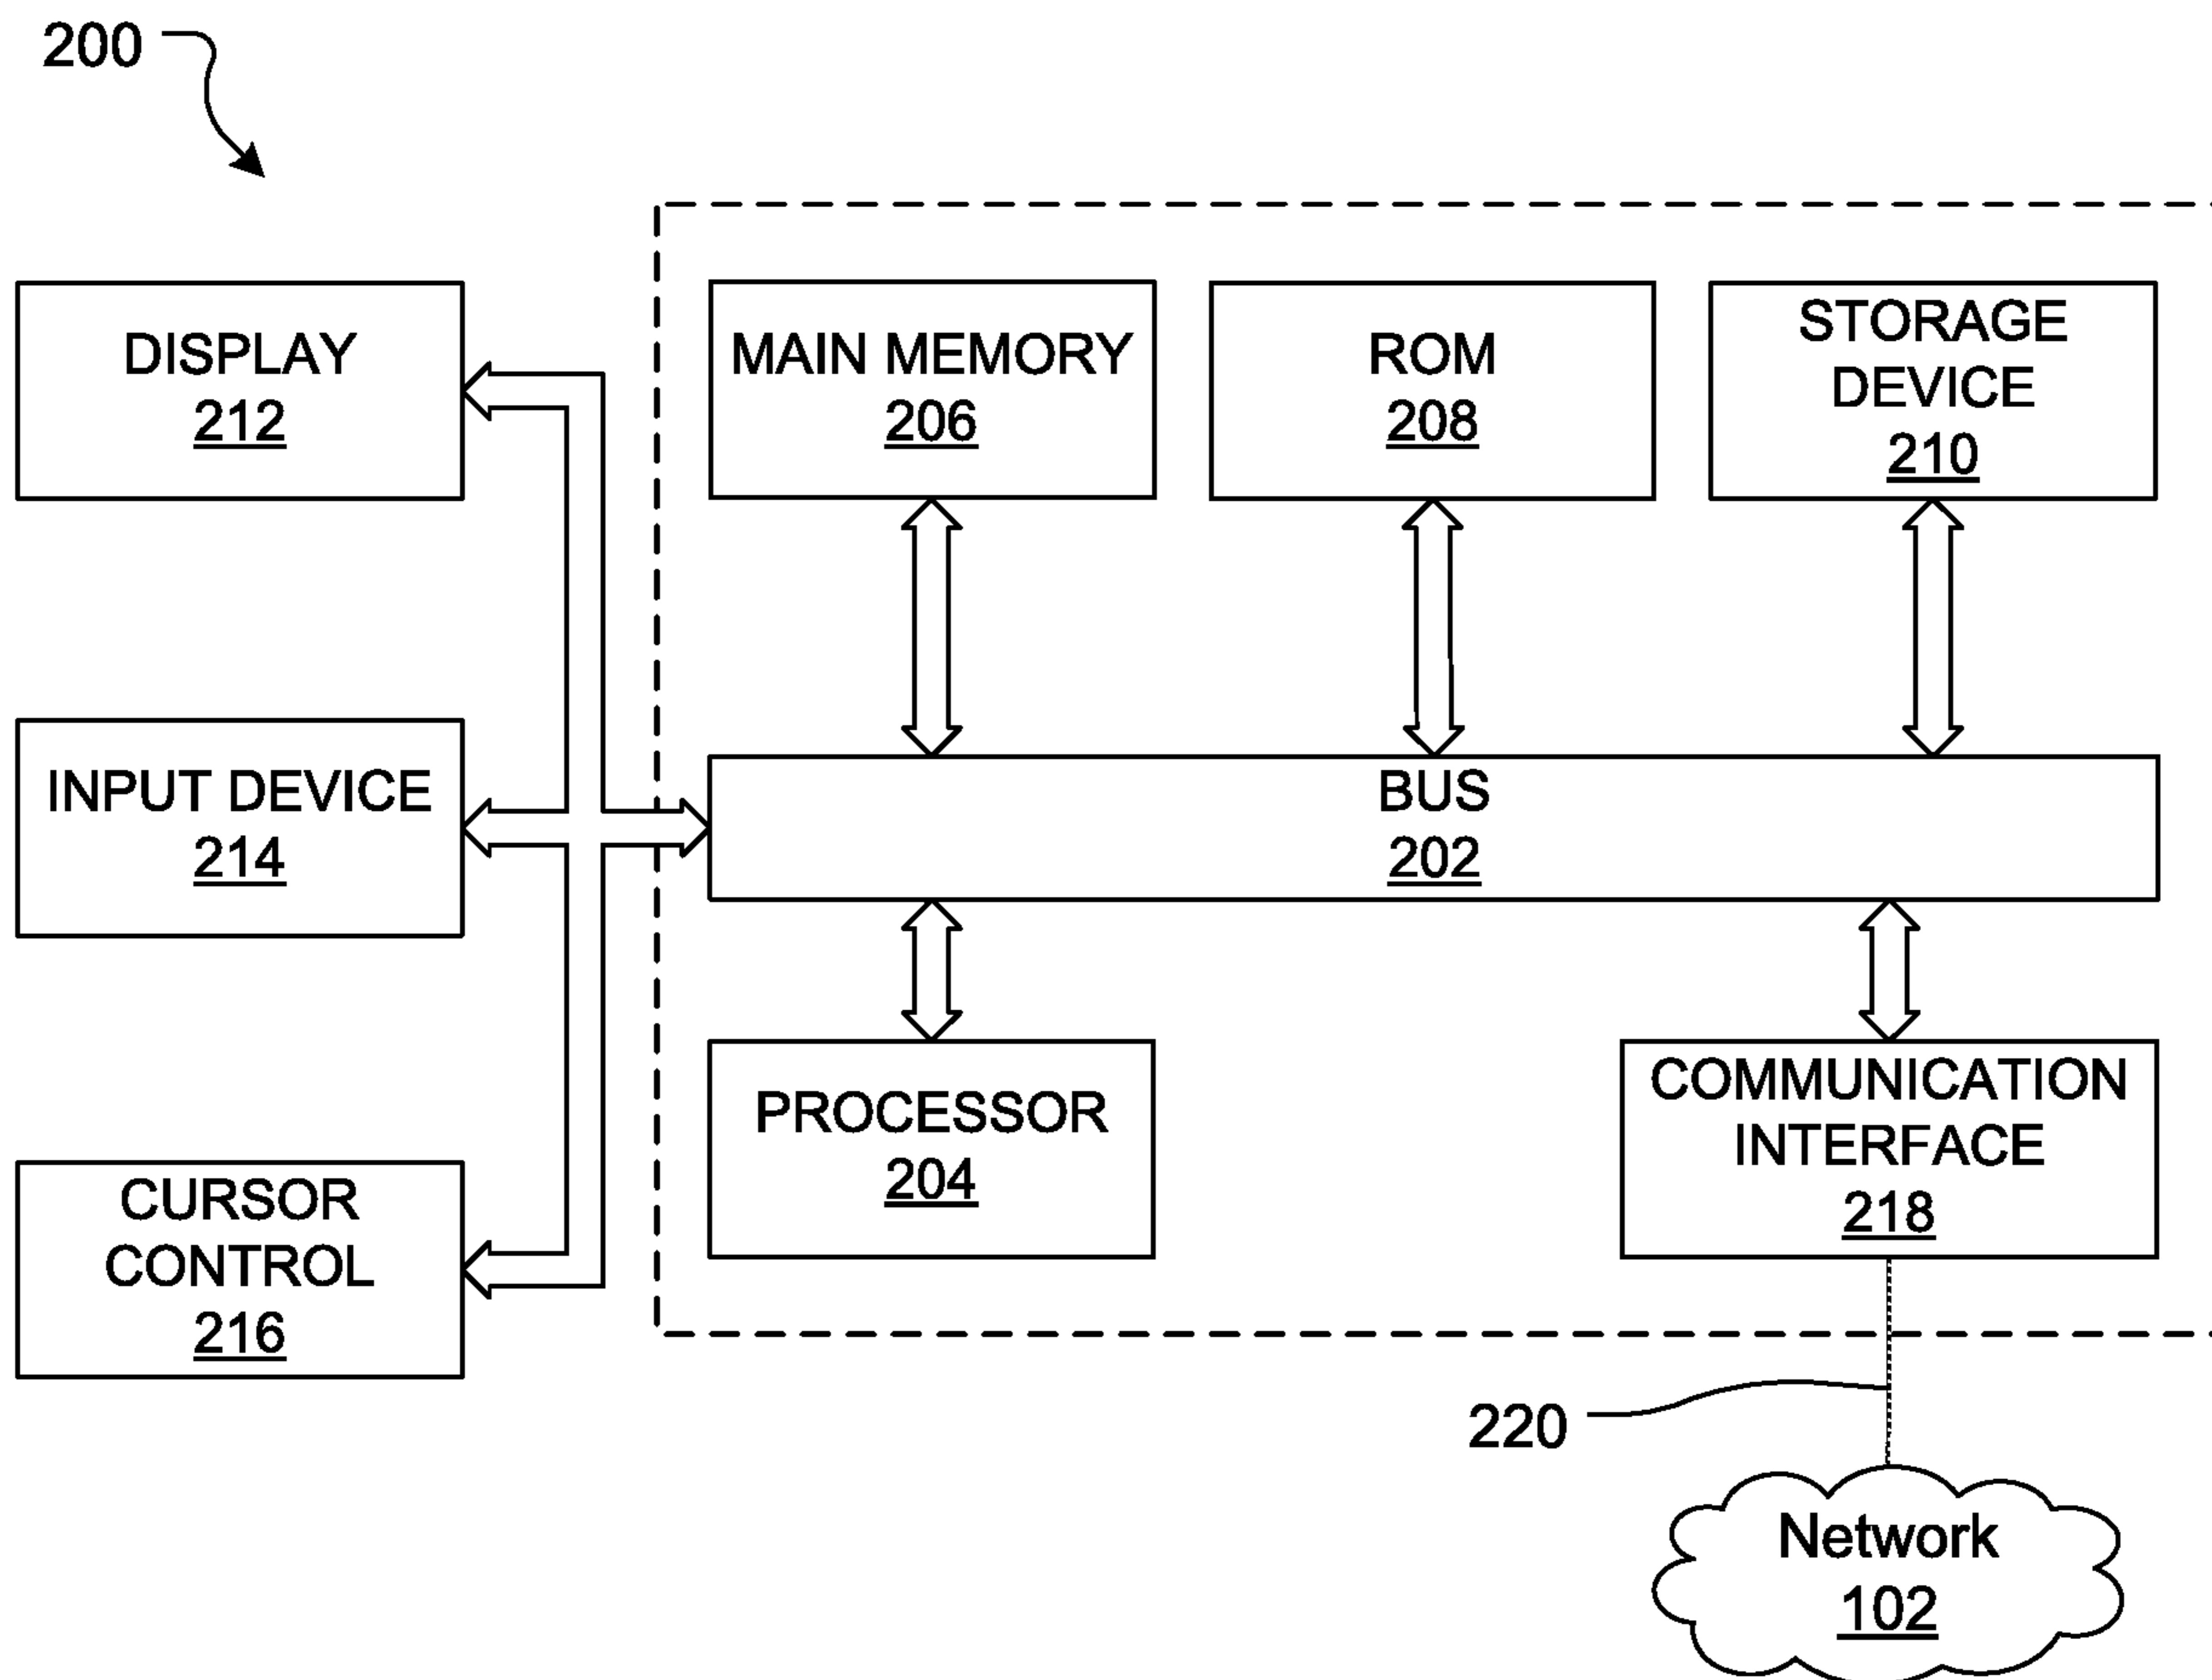 200
DISPLAY
212
MAIN MEMORY
206
ROM
208
STORAGE
DEVICE
210
INPUT DEVICE
214
BUS
202
CURSOR
CONTROL
216
PROCESSOR
204
COMMUNICATION
INTERFACE
218
220
Network
102